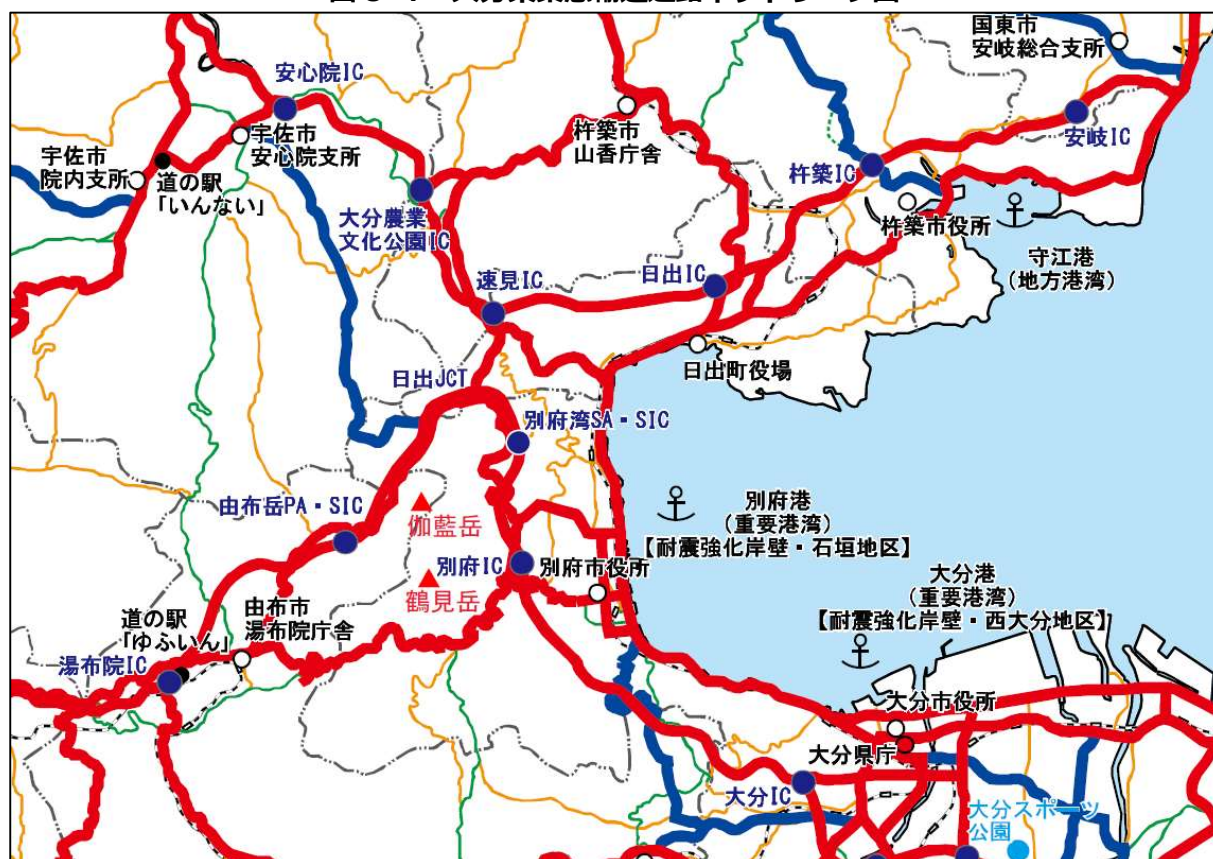 国東市
安岐総合支所
安心院IC
宇佐市
安心院支所
杵築市
山香庁舎
安岐IC
宇佐市
院内支所
道の駅
「いんない」
杵築IC
大分農業
文化公園IC
杵築市役所
守江港
(地方港湾)
速見IC
日出IC
日出町役場
日出JCT
別府湾SA・SIC
由布岳PA・SIC
伽藍岳
別府港
(重要港湾)
【耐震強化岸壁・石垣地区】
別府IC
別府市役所
鶴見岳
大分港
(重要港湾)
【耐震強化岸壁・西大分地区】
道の駅
「ゆふいん」
由布市
湯布院庁舎
湯布院IC
大分市役所
大分県庁
大分IC
大分スポーツ
公園